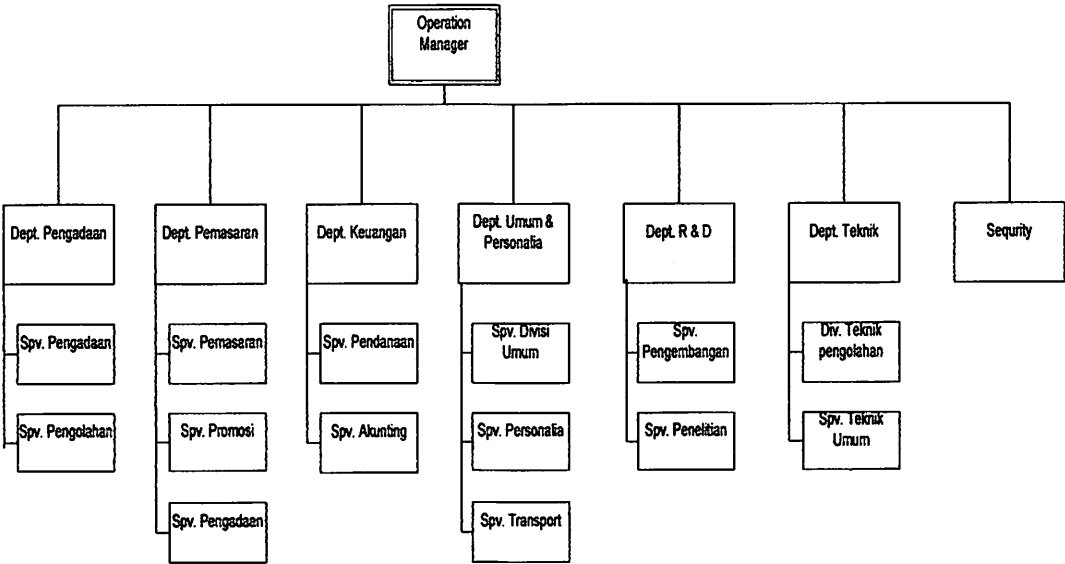 Operation
Manager
Dept. Pengadaan
Dept. Pemasaran
Dept. Keuangan
Dept. Umum &
Personalia
Dept. R & D
Dept. Teknik
Sequrity
Spv. Pengadaan
Spv. Pemasaran
Spv. Pendanaan
Spv. Divisi
Umum
Spv.
Pengembangan
Div. Teknik
pengolahan
Spv. Pengolahan
Spv. Promosi
Spv. Akunting
Spv. Personalia
Spv. Penelitian
Spv. Teknik
Umum
Spv. Pengadaan
Spv. Transport